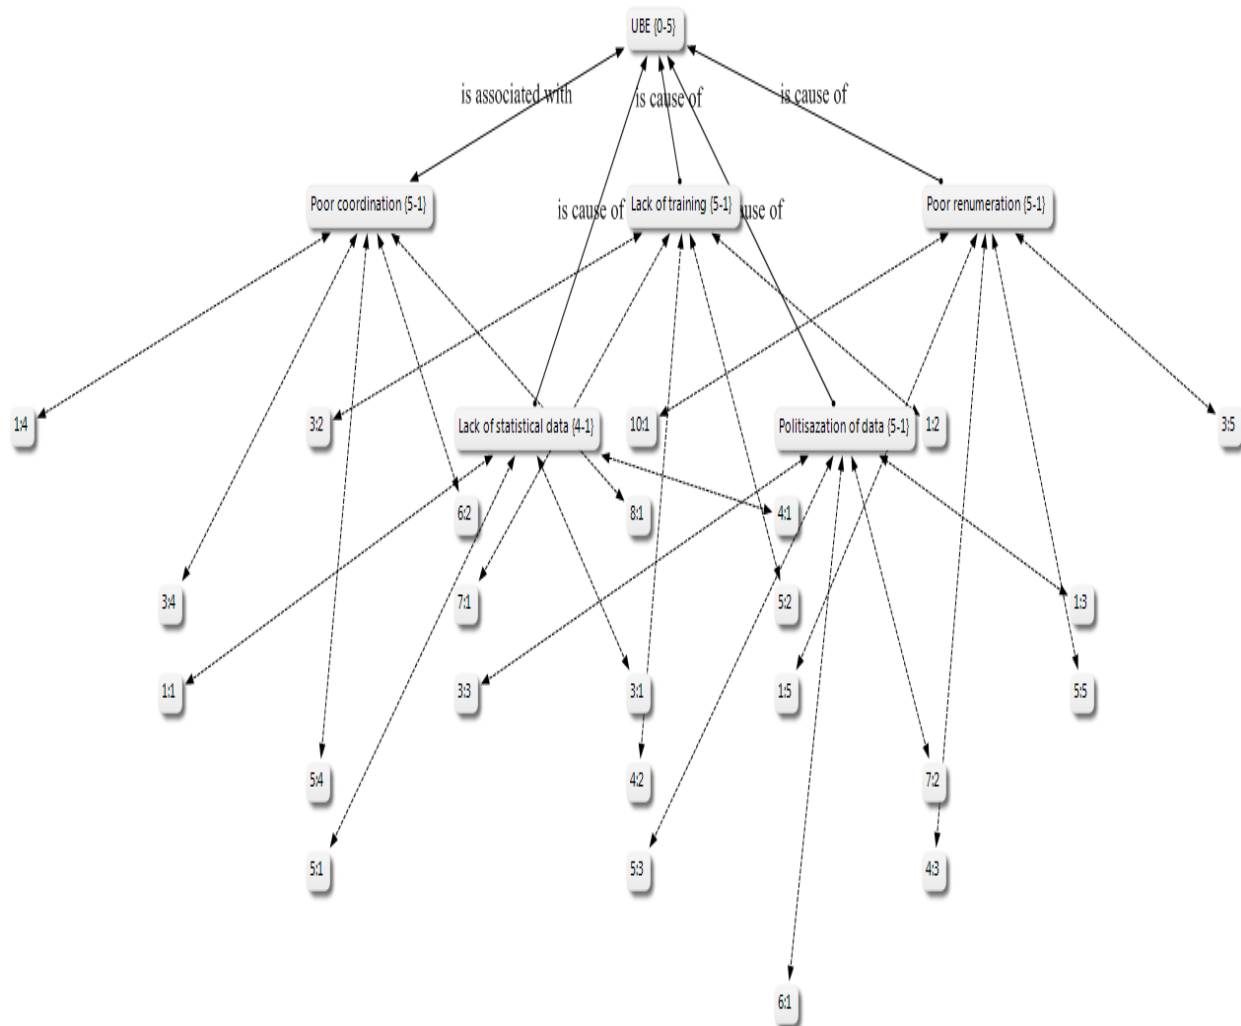 UBE {0-5}
is associated with
is cause of
is cause of
Poor coordination {5-1}
Lack of training {5-1}
Poor renumeration {5-1}
is cause of
ause of
1:4
3:2
Lack of statistical data {4-1}
10:1
Politisazation of data {5-1}
1:2
3:5
6:2
8:1
4:1
3:4
7:1
5:2
1:3
1:1
3:3
3:1
1:5
5:5
5:4
4:2
7:2
5:1
5:3
4:3
6:1